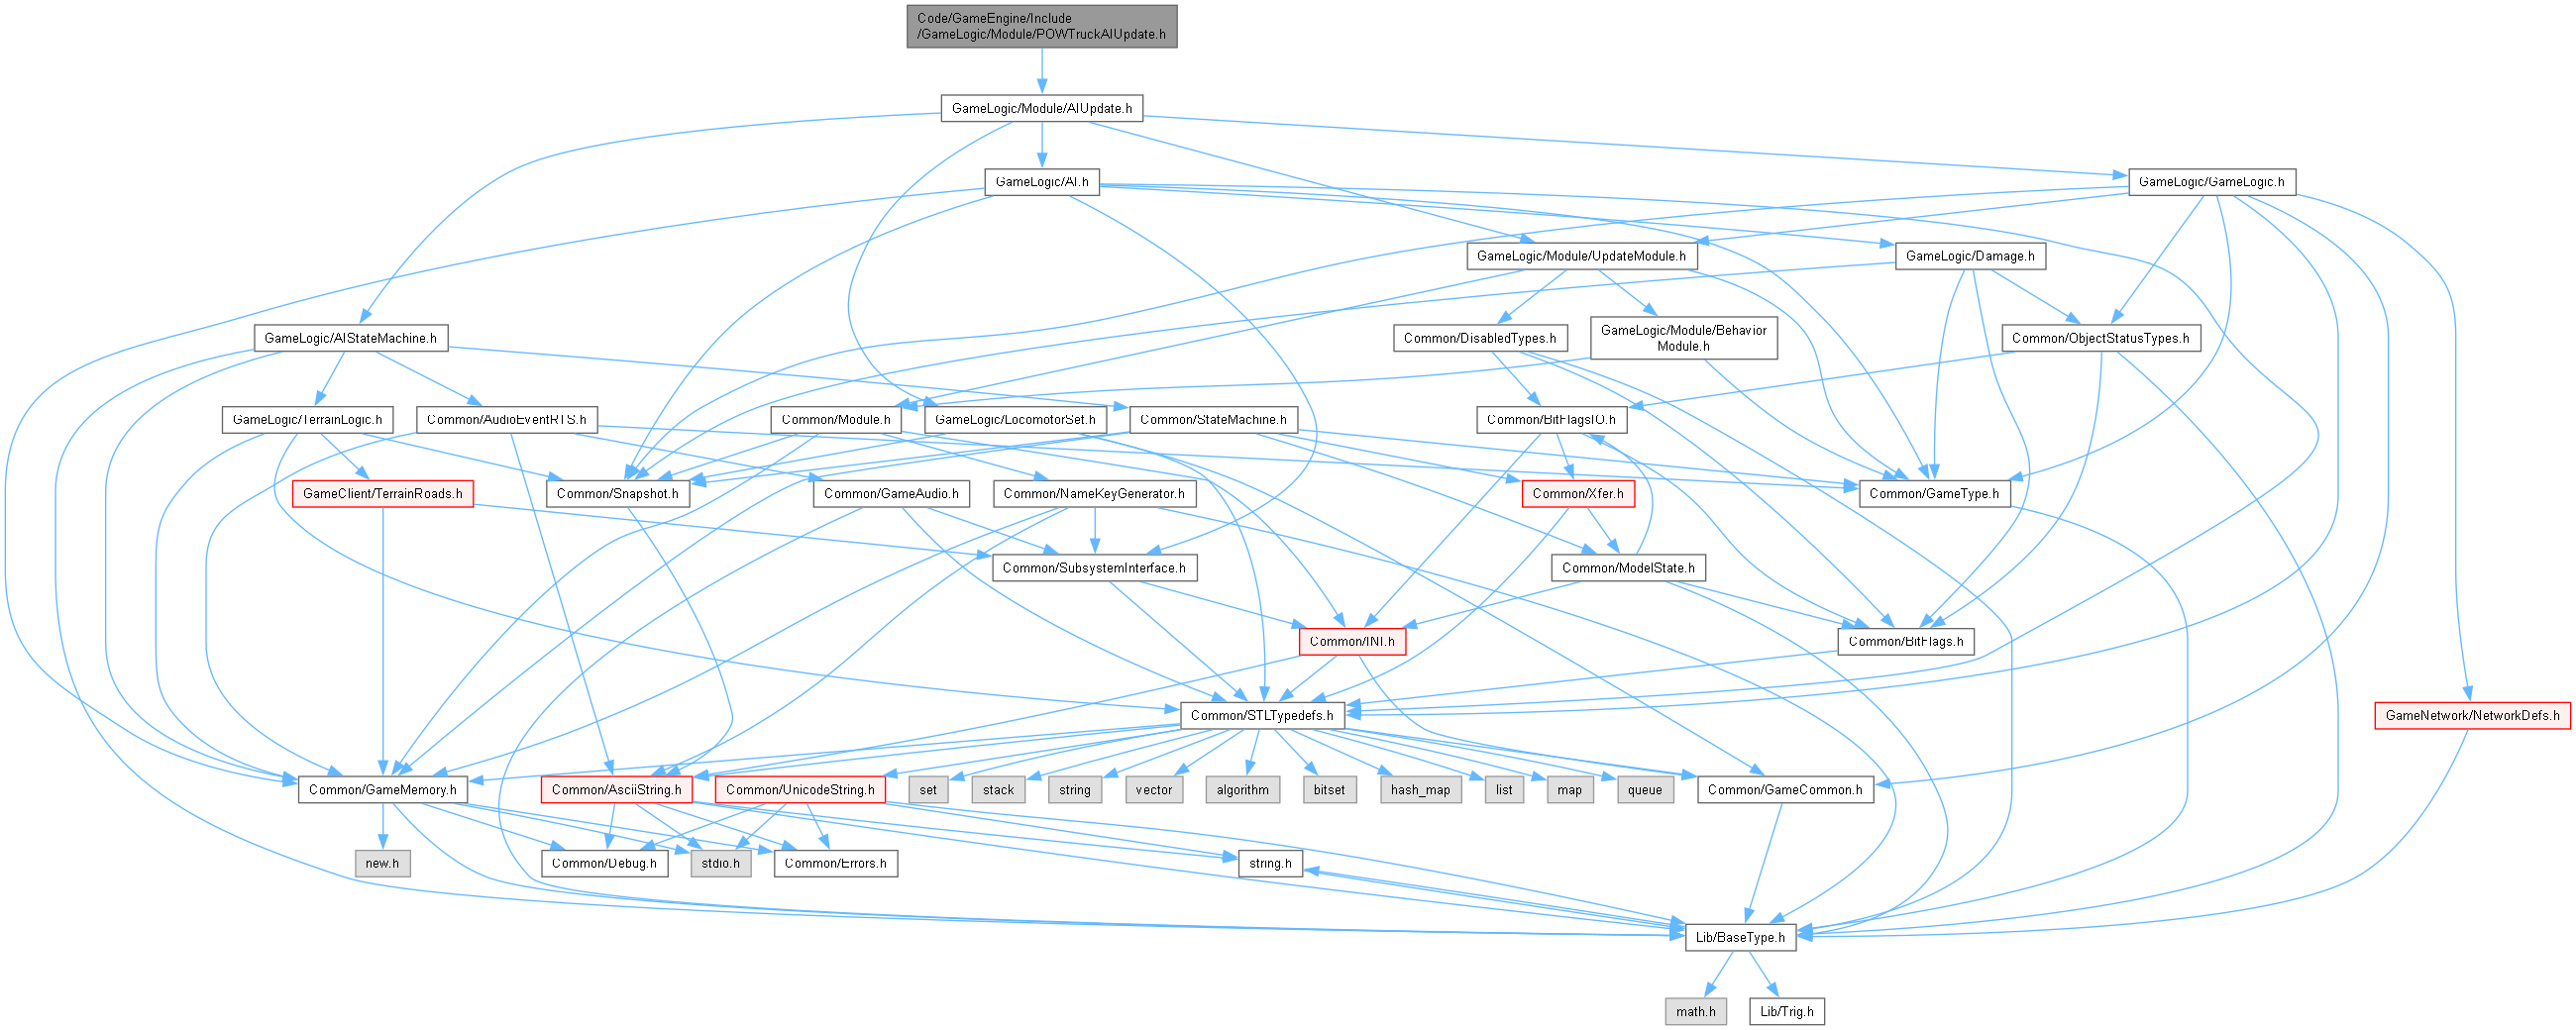 Code/GameEngine/Include
/GameLogic/Module/POWTruckAIUpdate.h
GameLogic/Module/AIUpdate.h
GameLogic/AI.h
GameLogic/GameLogic.h
GameLogic/Module/UpdateModule.h
GameLogic/Damage.h
GameLogic/AIStateMachine.h
Common/DisabledTypes.h
GameLogic/Module/Behavior
Module.h
Common/ObjectStatusTypes.h
GameLogic/TerrainLogic.h
Common/AudioEventRTS.h
Common/Module.h
GameLogic/LocomotorSet.h
Common/StateMachine.h
Common/BitFlagsIO.h
GameClient/TerrainRoads.h
Common/Snapshot.h
Common/GameAudio.h
Common/NameKeyGenerator.h
Common/Xfer.h
Common/GameType.h
Common/SubsystemInterface.h
Common/ModelState.h
Common/INI.h
Common/BitFlags.h
Common/STLTypedefs.h
GameNetwork/NetworkDefs.h
Common/GameMemory.h
Common/AsciiString.h
Common/UnicodeString.h
set
stack
string
vector
algorithm
bitset
hash_map
list
map
queue
Common/GameCommon.h
new.h
Common/Debug.h
stdio.h
Common/Errors.h
string.h
Lib/BaseType.h
math.h
Lib/Trig.h